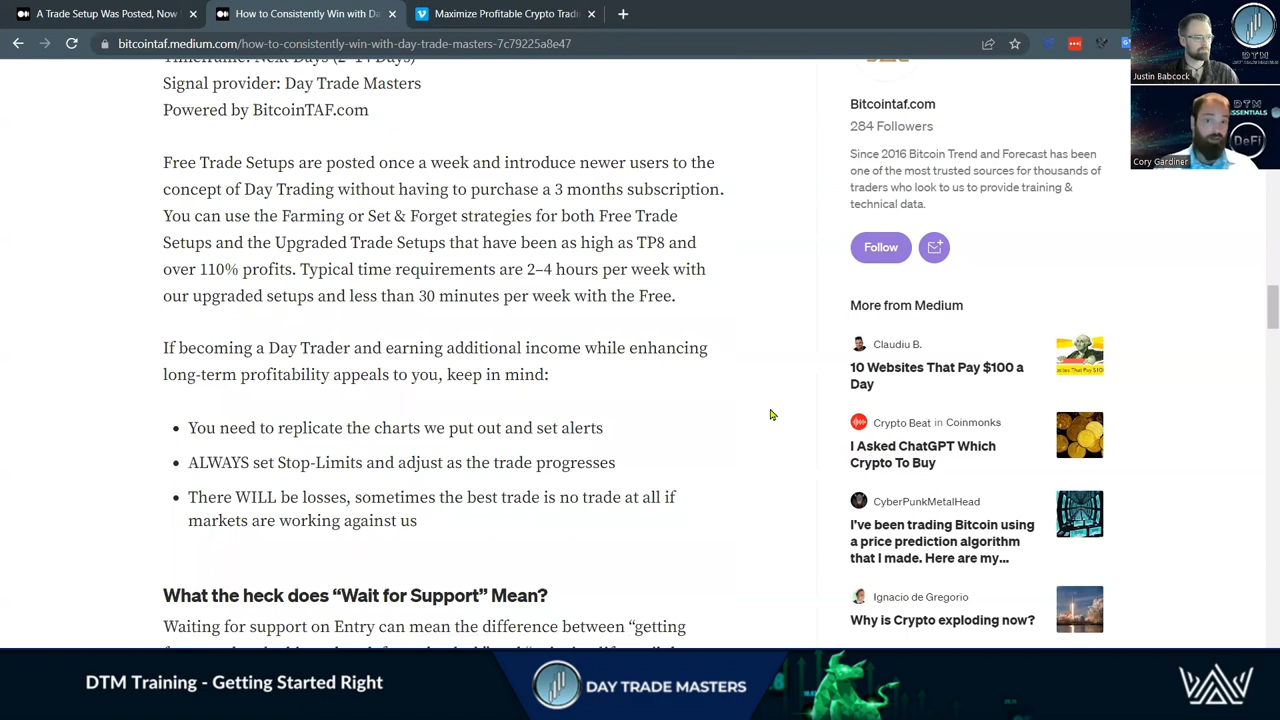 A Trade Setup Was Posted, Now
How to Consistently Win with Da
Maximize Profitable Crypto Tradi
bitcointaf.medium.com/how-to-consistently-win-with-day-trade-masters-7c79225a8e47
Signal provider: Day Trade Masters
Powered by BitcoinTAF.com
Free Trade Setups are posted once a week and introduce newer users to the
concept of Day Trading without having to purchase a 3 months subscription.
You can use the Farming or Set & Forget strategies for both Free Trade
Setups and the Upgraded Trade Setups that have been as high as TP8 and
over 110% profits. Typical time requirements are 2–4 hours per week with
our upgraded setups and less than 30 minutes per week with the Free.
If becoming a Day Trader and earning additional income while enhancing
long-term profitability appeals to you, keep in mind:
• You need to replicate the charts we put out and set alerts
• ALWAYS set Stop-Limits and adjust as the trade progresses
• There WILL be losses, sometimes the best trade is no trade at all if
markets are working against us
What the heck does “Wait for Support” Mean?
Waiting for support on Entry can mean the difference between “getting
Bitcointaf.com
284 Followers
Since 2016 Bitcoin Trend and Forecast has been
one of the most trusted sources for thousands of
traders who look to us to provide training &
technical data.
Follow
More from Medium
Claudiu B.
10 Websites That Pay $100 a
Day
Crypto Beat in Coinmonks
I Asked ChatGPT Which
Crypto To Buy
CyberPunkMetalHead
I’ve been trading Bitcoin using
a price prediction algorithm
that I made. Here are my...
Ignacio de Gregorio
Why is Crypto exploding now?
Justin Babcock
DTM
Cory Gardiner
DTM
ESSENTIALS
DeFi
DTM Training - Getting Started Right
DAY TRADE MASTERS